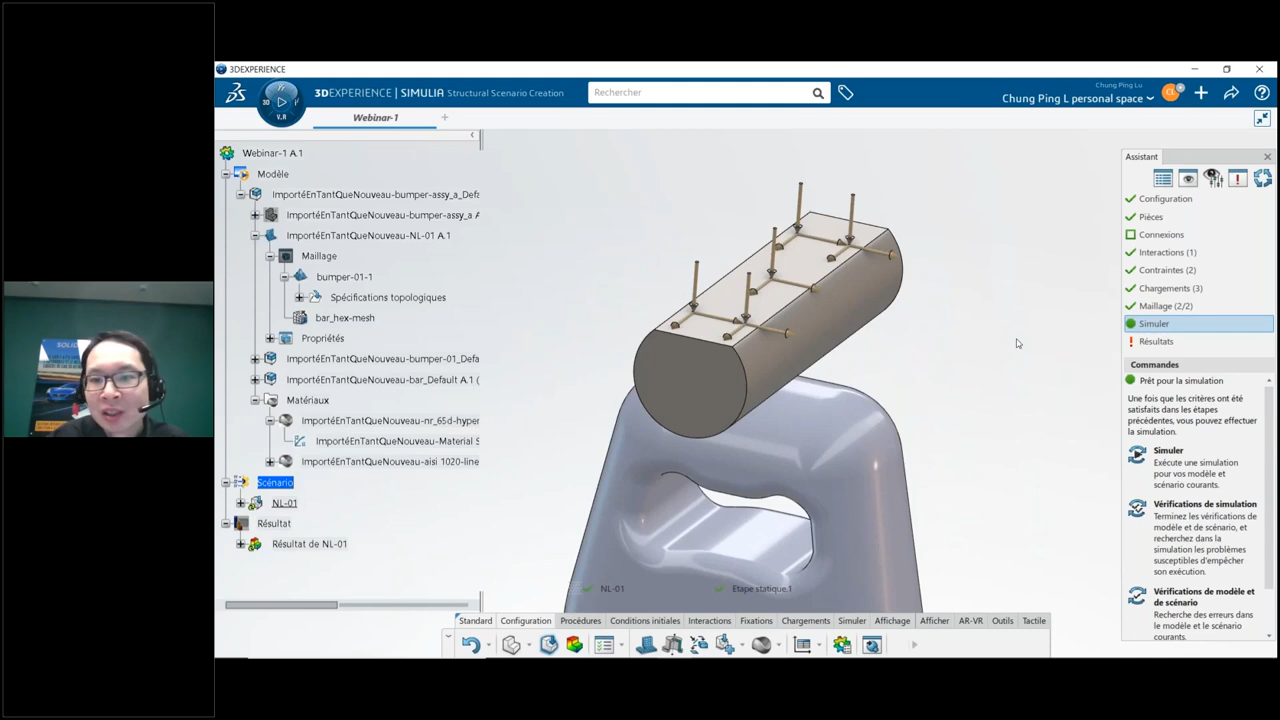 3DEXPERIENCE
3DEXPERIENCE | SIMULIA Structural Scenario Creation
Rechercher
Chung Ping Lu
Chung Ping L personal space
3D
V.R
Webinar-1
Webinar-1 A.1
Modèle
ImportéEnTantQueNouveau-bumper-assy_a_Defa
ImportéEnTantQueNouveau-bumper-assy_a A
ImportéEnTantQueNouveau-NL-01 A.1
Maillage
bumper-01-1
Spécifications topologiques
bar_hex-mesh
Propriétés
ImportéEnTantQueNouveau-bumper-01_Defa
ImportéEnTantQueNouveau-bar_Default A.1 (
Matériaux
ImportéEnTantQueNouveau-nr_65d-hyper
ImportéEnTantQueNouveau-Material S
ImportéEnTantQueNouveau-aisi 1020-line
Scénario
NL-01
Résultat
Résultat de NL-01
SOLID
NL-01
Etape statique.1
Assistant
Configuration
Pièces
Connexions
Interactions (1)
Contraintes (2)
Chargements (3)
Maillage (2/2)
Simuler
Résultats
Commandes
Prêt pour la simulation
Une fois que les critères ont été
satisfaits dans les étapes
précédentes, vous pouvez effectuer
la simulation.
Simuler
Exécute une simulation
pour vos modèle et
scénario courants.
Vérifications de simulation
Terminez les vérifications de
modèle et de scénario, et
recherchez dans la
simulation les problèmes
susceptibles d'empêcher
son exécution.
Vérifications de modèle et
de scénario
Recherche des erreurs dans
le modèle et le scénario
courants.
Standard Configuration Procédures Conditions initiales Interactions Fixations Chargements Simuler Affichage Afficher AR-VR Outils Tactile